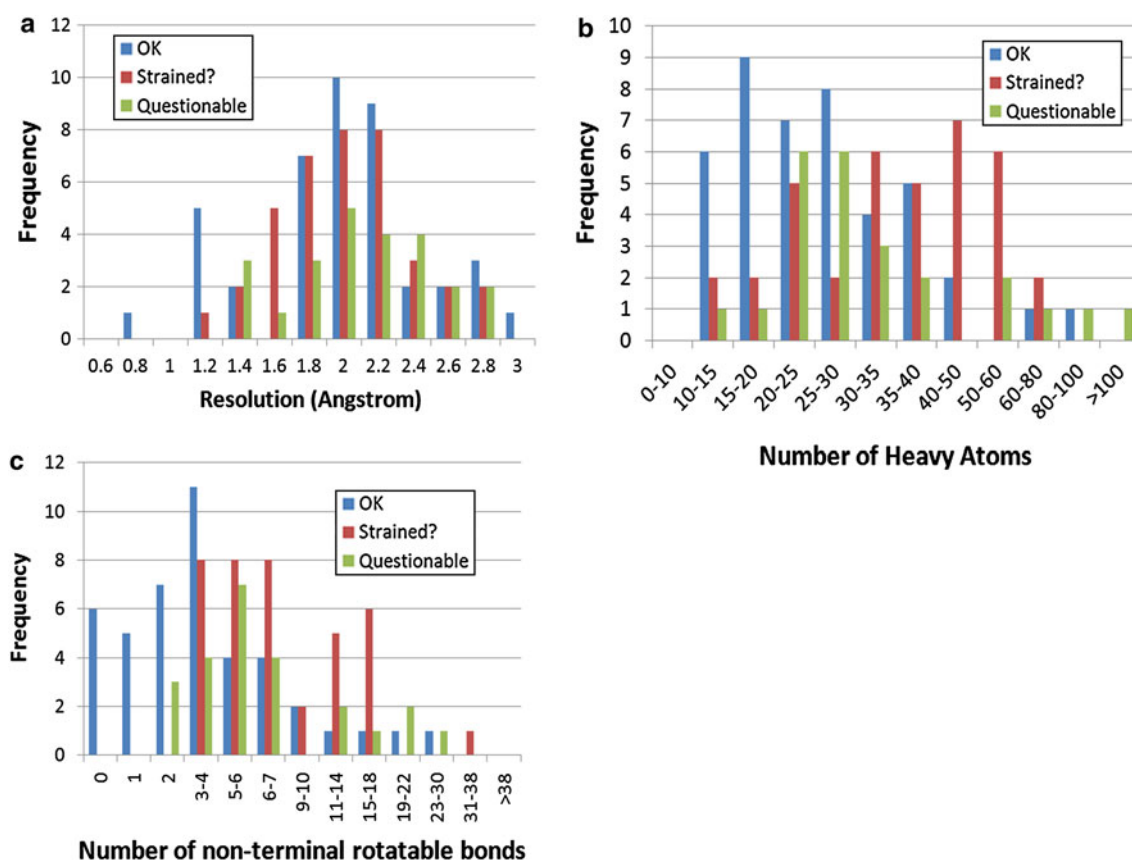 a
12
10
8
6
4
2
0
Frequency
OK
Strained?
Questionable
0.6 0.8 1 1.2 1.4 1.6 1.8 2 2.2 2.4 2.6 2.8 3
Resolution (Angstrom)
b
10
9
8
7
6
5
4
3
2
1
0
Frequency
OK
Strained?
Questionable
0-10 10-15 15-20 20-25 25-30 30-35 35-40 40-50 50-60 60-80 80-100 >100
Number of Heavy Atoms
c
12
10
8
6
4
2
0
Frequency
OK
Strained?
Questionable
0 1 2 3-4 5-6 6-7 9-10 11-14 15-18 19-22 23-30 31-38 >38
Number of non-terminal rotatable bonds